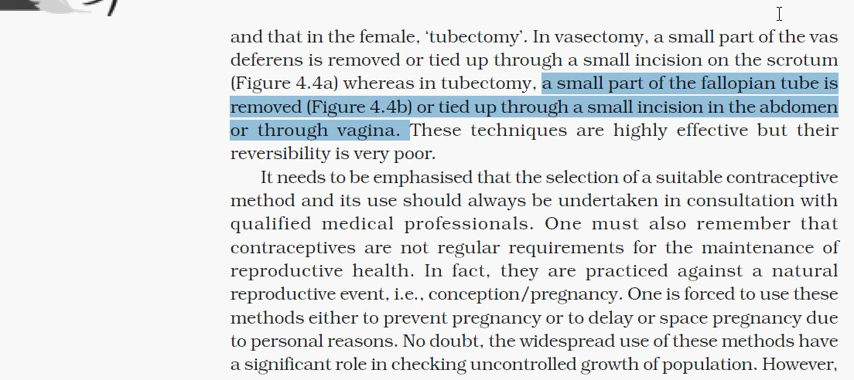 and that in the female, ‘tubectomy’. In vasectomy, a small part of the vas
deferens is removed or tied up through a small incision on the scrotum
(Figure 4.4a) whereas in tubectomy, a small part of the fallopian tube is
removed (Figure 4.4b) or tied up through a small incision in the abdomen
or through vagina. These techniques are highly effective but their
reversibility is very poor.
It needs to be emphasised that the selection of a suitable contraceptive
method and its use should always be undertaken in consultation with
qualified medical professionals. One must also remember that
contraceptives are not regular requirements for the maintenance of
reproductive health. In fact, they are practiced against a natural
reproductive event, i.e., conception/pregnancy. One is forced to use these
methods either to prevent pregnancy or to delay or space pregnancy due
to personal reasons. No doubt, the widespread use of these methods have
a significant role in checking uncontrolled growth of population. However,